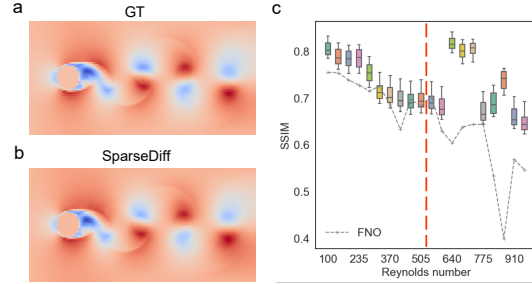 a
GT
b
SparseDiff
c
SSIM
0.8
0.7
0.6
0.5
0.4
FNO
100 235 370 505 640 775 910
Reynolds number